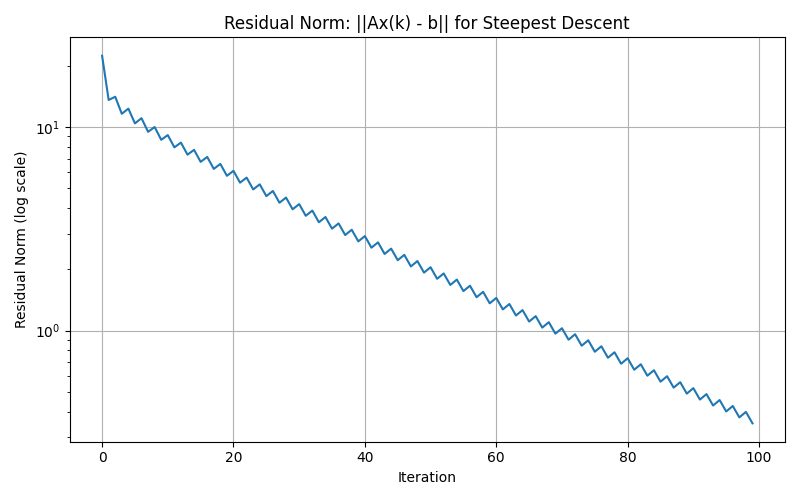 Residual Norm: ||Ax(k) - b|| for Steepest Descent
Residual Norm (log scale)
10¹
10⁰
0 20 40 60 80 100
Iteration